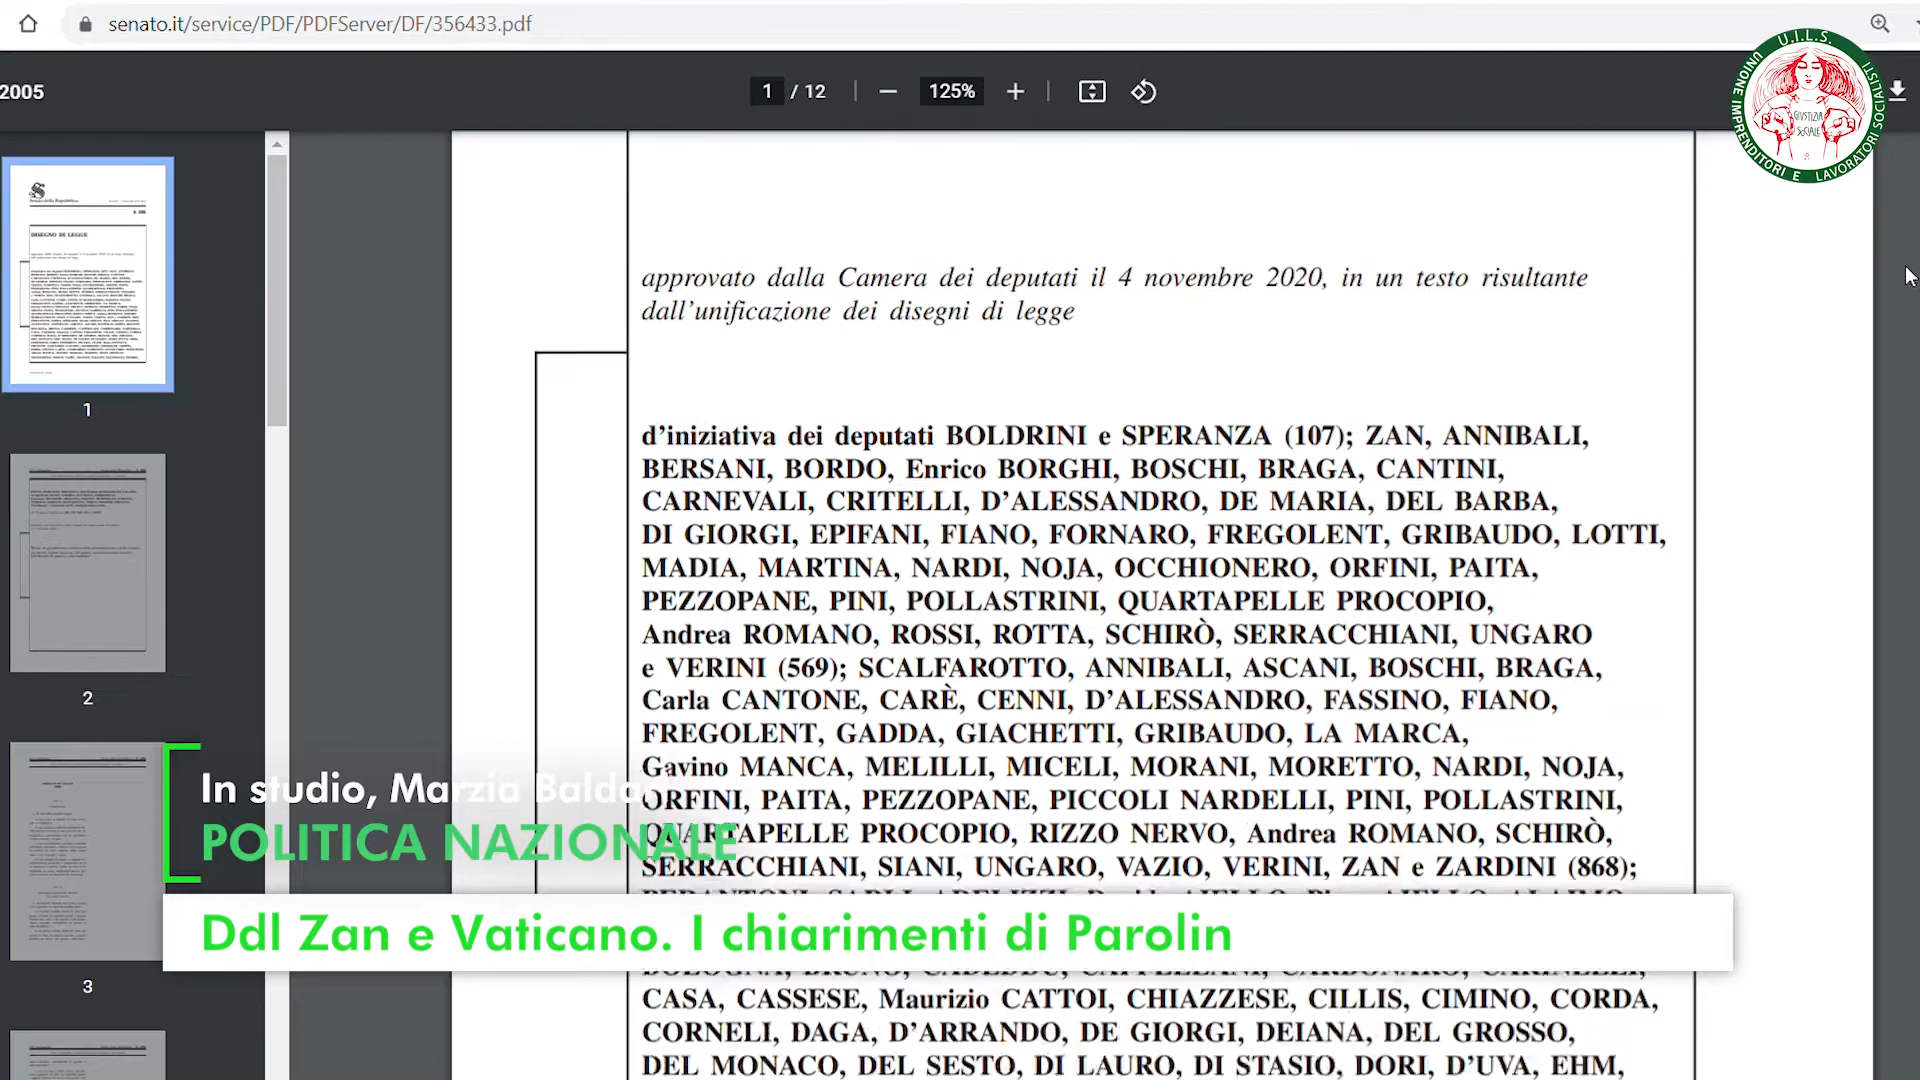 senato.it/service/PDF/PDFServer/DF/356433.pdf
2005
1 / 12
125%
U.I.L.S.
UNIONE IMPRENDITORI E LAVORATORI SOCIALISTI
GIUSTIZIA
SOCIALE
DISEGNO DI LEGGE
1
2
3
approvato dalla Camera dei deputati il 4 novembre 2020, in un testo risultante
dall'unificazione dei disegni di legge
d'iniziativa dei deputati BOLDRINI e SPERANZA (107); ZAN, ANNIBALI,
BERSANI, BORDO, Enrico BORGHI, BOSCHI, BRAGA, CANTINI,
CARNEVALI, CRITELLI, D'ALESSANDRO, DE MARIA, DEL BARBA,
DI GIORGI, EPIFANI, FIANO, FORNARO, FREGOLENT, GRIBAUDO, LOTTI,
MADIA, MARTINA, NARDI, NOJA, OCCHIONERO, ORFINI, PAITA,
PEZZOPANE, PINI, POLLASTRINI, QUARTAPELLE PROCOPIO,
Andrea ROMANO, ROSSI, ROTTA, SCHIRÒ, SERRACCHIANI, UNGARO
e VERINI (569); SCALFAROTTO, ANNIBALI, ASCANI, BOSCHI, BRAGA,
Carla CANTONE, CARÈ, CENNI, D'ALESSANDRO, FASSINO, FIANO,
FREGOLENT, GADDA, GIACHETTI, GRIBAUDO, LA MARCA,
Gavino MANCA, MELILLI, MICELI, MORANI, MORETTO, NARDI, NOJA,
ORFINI, PAITA, PEZZOPANE, PICCOLI NARDELLI, PINI, POLLASTRINI,
QUARTAPELLE PROCOPIO, RIZZO NERVO, Andrea ROMANO, SCHIRÒ,
SERRACCHIANI, SIANI, UNGARO, VAZIO, VERINI, ZAN e ZARDINI (868);
CASA, CASSESE, Maurizio CATTOI, CHIAZZESE, CILLIS, CIMINO, CORDA,
CORNELI, DAGA, D'ARRANDO, DE GIORGI, DEIANA, DEL GROSSO,
DEL MONACO, DEL SESTO, DI LAURO, DI STASIO, DORI, D'UVA, EHM,
In studio, Marzia
POLITICA NAZIONALE
Ddl Zan e Vaticano. I chiarimenti di Parolin